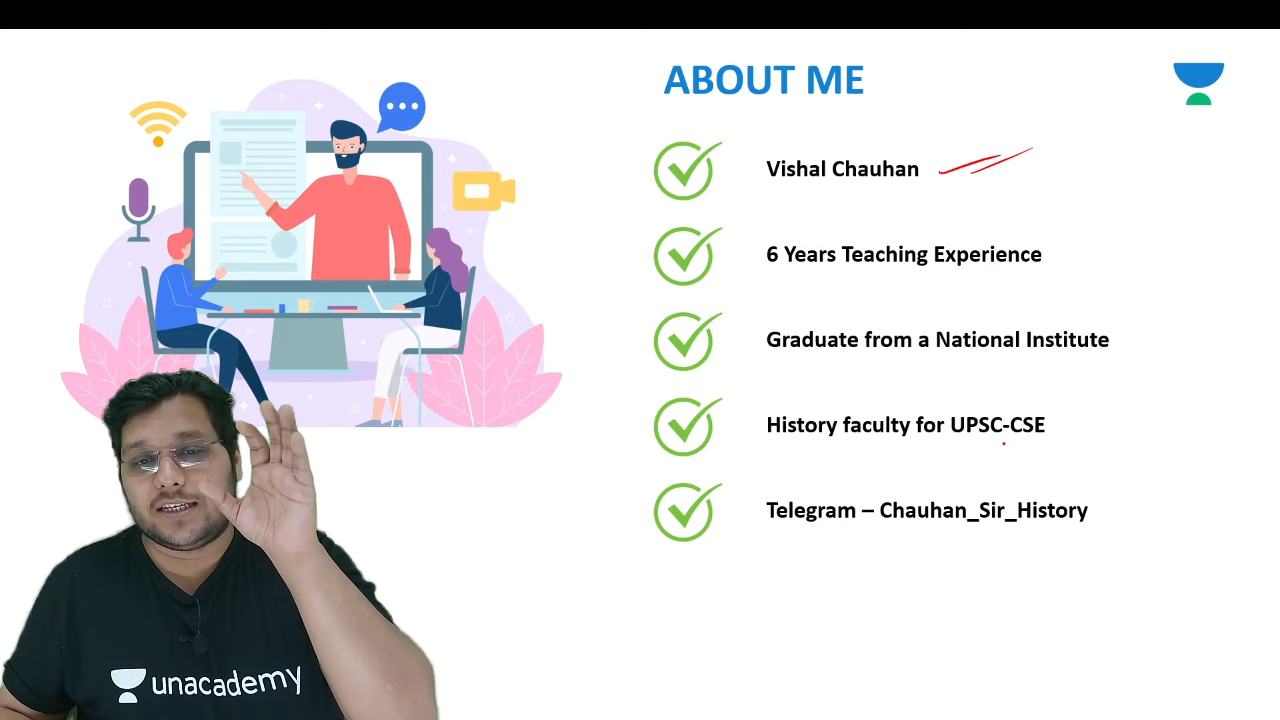 ABOUT ME
Vishal Chauhan
6 Years Teaching Experience
Graduate from a National Institute
History faculty for UPSC-CSE
Telegram – Chauhan_Sir_History
unacademy